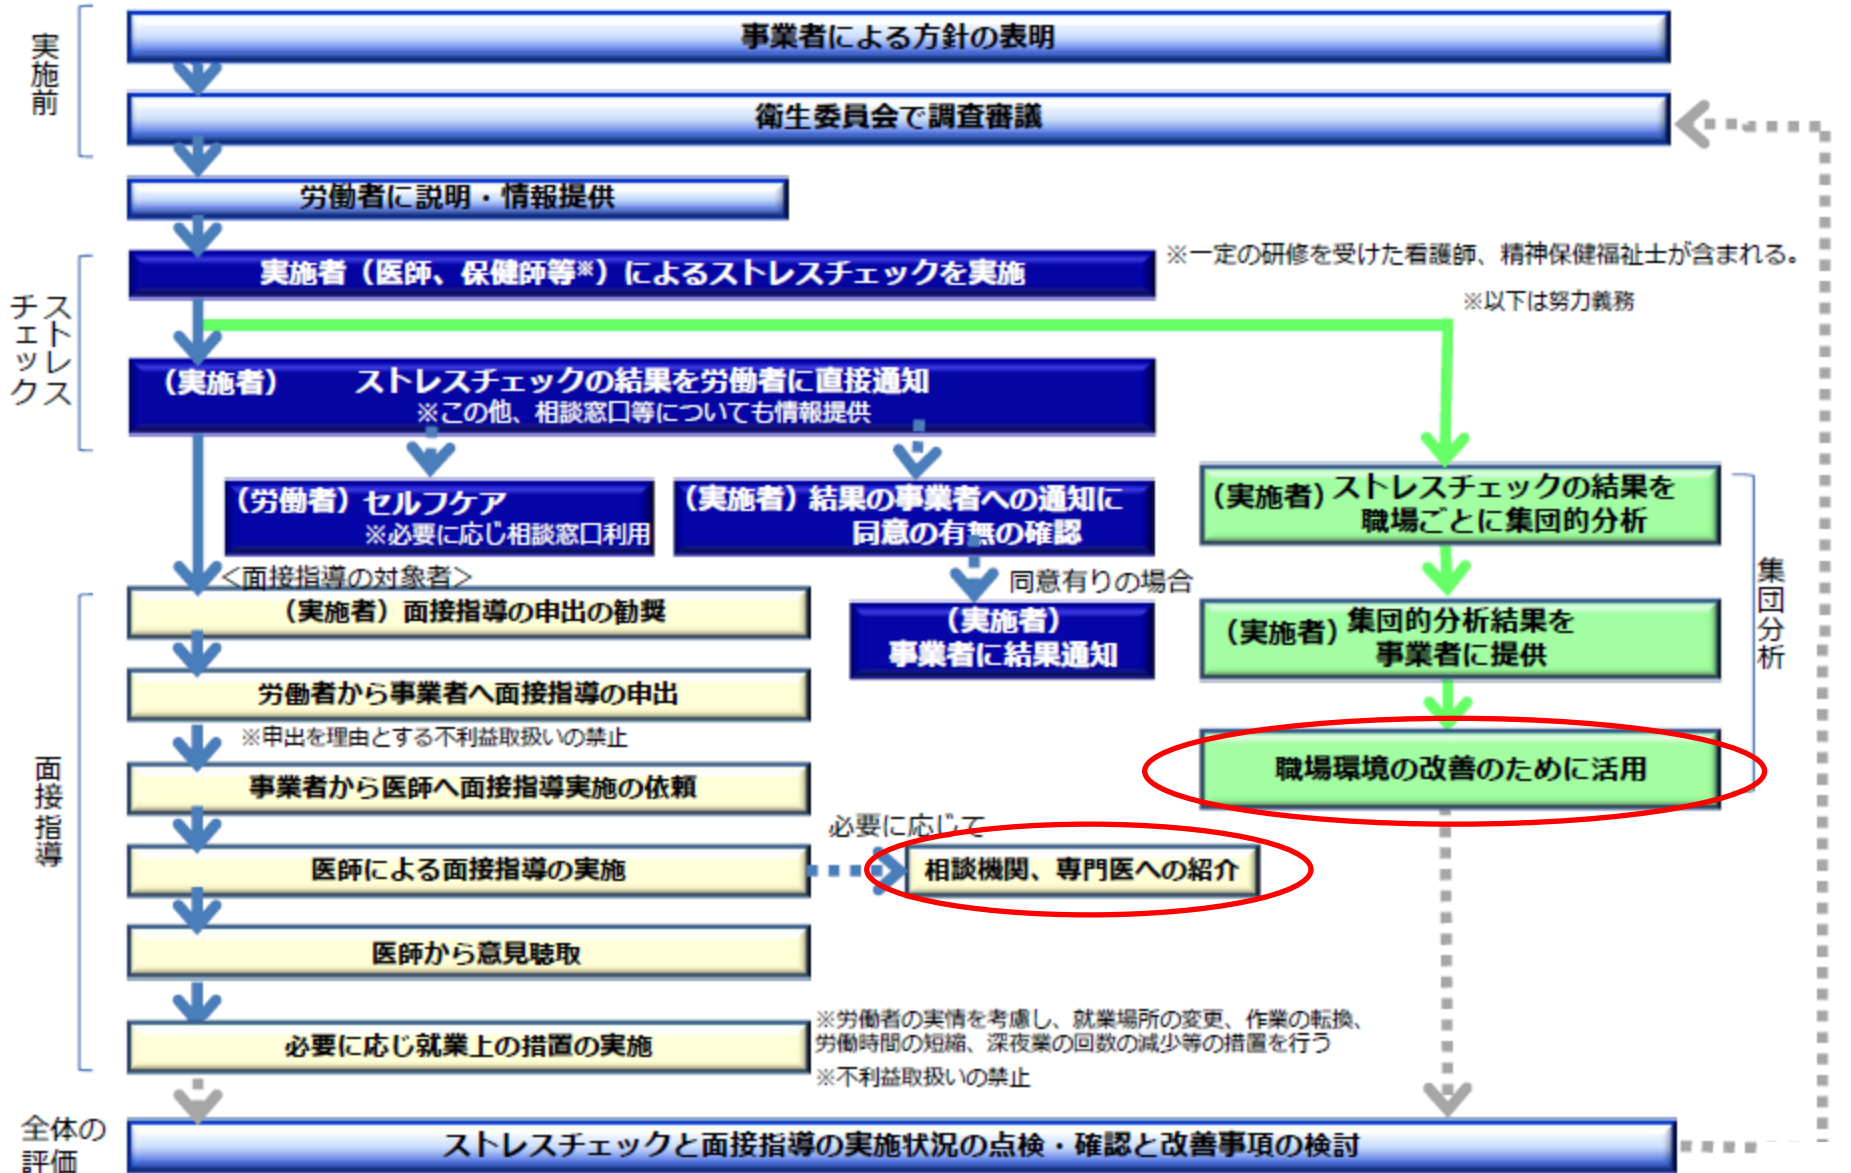 実施前
事業者による方針の表明
衛生委員会で調査審議
労働者に説明・情報提供
ストレスチェック
実施者（医師、保健師等※）によるストレスチェックを実施
※一定の研修を受けた看護師、精神保健福祉士が含まれる。
※以下は努力義務
（実施者） ストレスチェックの結果を労働者に直接通知
※この他、相談窓口等についても情報提供
（労働者）セルフケア
※必要に応じ相談窓口利用
（実施者）結果の事業者への通知に
同意の有無の確認
同意有りの場合
（実施者）
事業者に結果通知
集団分析
（実施者）ストレスチェックの結果を
職場ごとに集団的分析
（実施者）集団的分析結果を
事業者に提供
職場環境の改善のために活用
面接指導
＜面接指導の対象者＞
（実施者）面接指導の申出の勧奨
労働者から事業者へ面接指導の申出
※申出を理由とする不利益取扱いの禁止
事業者から医師へ面接指導実施の依頼
医師による面接指導の実施
必要に応じて
相談機関、専門医への紹介
医師から意見聴取
必要に応じ就業上の措置の実施
※労働者の実情を考慮し、就業場所の変更、作業の転換、
労働時間の短縮、深夜業の回数の減少等の措置を行う
※不利益取扱いの禁止
全体の
評価
ストレスチェックと面接指導の実施状況の点検・確認と改善事項の検討